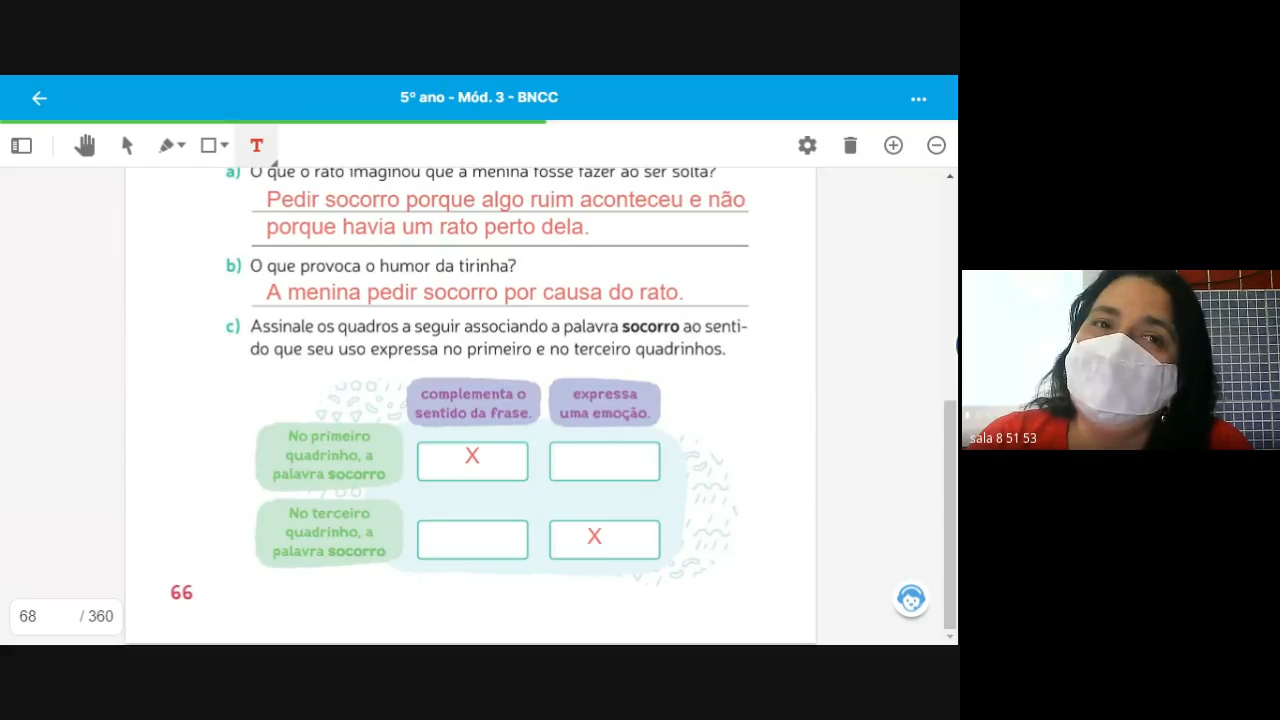 5º ano - Mód. 3 - BNCC
T
a) O que o rato imaginou que a menina fosse fazer ao ser solta?
Pedir socorro porque algo ruim aconteceu e não
porque havia um rato perto dela.
b) O que provoca o humor da tirinha?
A menina pedir socorro por causa do rato.
c) Assinale os quadros a seguir associando a palavra socorro ao senti-
do que seu uso expressa no primeiro e no terceiro quadrinhos.
complementa o
sentido da frase.
expressa
uma emoção.
No primeiro
quadrinho, a
palavra socorro
X
No terceiro
quadrinho, a
palavra socorro
X
66
68 / 360
sala 8 51 53